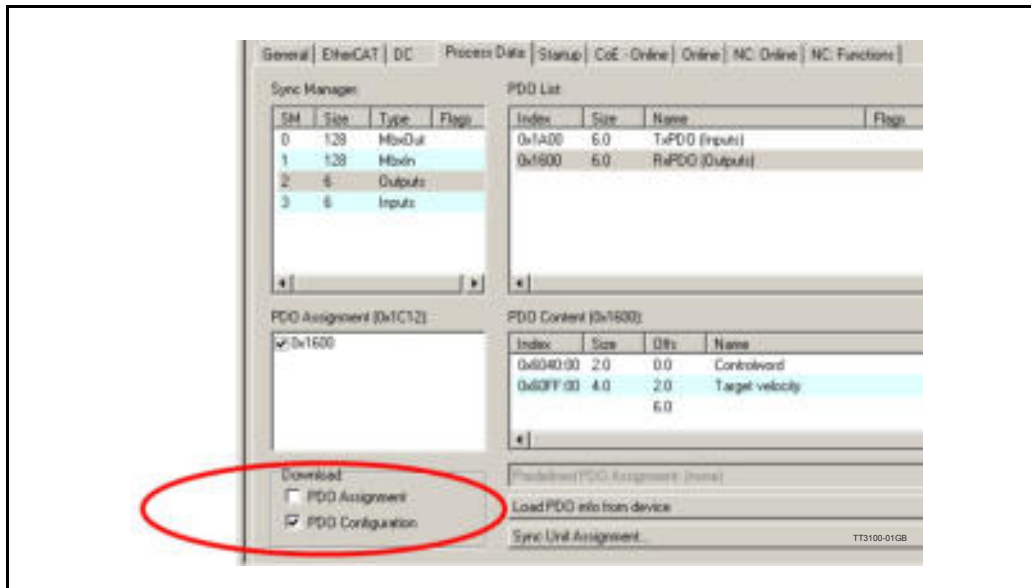 General EtherCAT DC Process Data Startup CoE - Online Online NC: Online NC: Functions
Sync Manager:
SM Size Type Flags
0 128 MbxOut
1 128 MbxIn
2 6 Outputs
3 6 Inputs
PDO List:
Index Size Name Flags
0x1A00 6.0 TxPDO (Inputs)
0x1600 6.0 RxPDO (Outputs)
PDO Assignment (0x1C12):
0x1600
PDO Content (0x1600):
Index Size Offs Name
0x6040:00 2.0 0.0 Controlword
0x60FF:00 4.0 2.0 Target velocity
6.0
Download
PDO Assignment
PDO Configuration
Predefined PDO Assignment: (none)
Load PDO info from device
Sync Unit Assignment...
TT3100-01GB